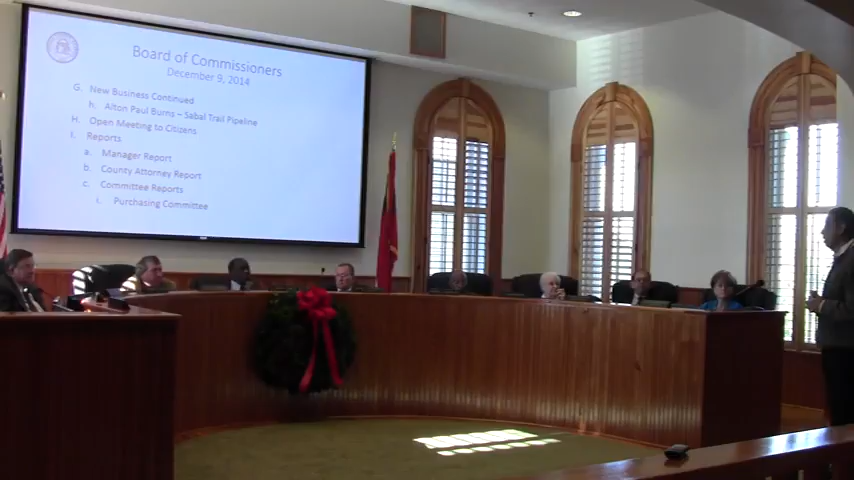 Board of Commissioners
December 9, 2014
G. New Business Continued
h. Alton Paul Burns – Sabal Trail Pipeline
H. Open Meeting to Citizens
I. Reports
a. Manager Report
b. County Attorney Report
c. Committee Reports
i. Purchasing Committee